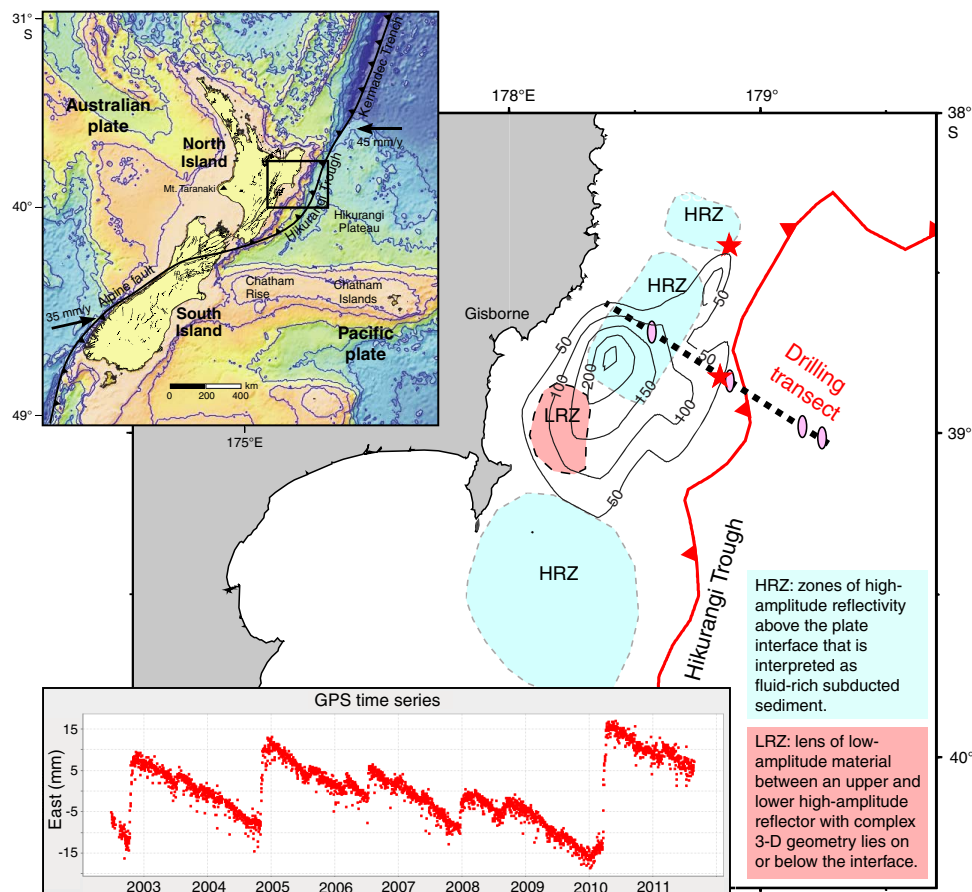 31°
S
Australian
plate
Kermadec Trench
45 mm/y
North
Island
Mt. Taranaki
40°
Hikurangi Trough
Hikurangi
Plateau
Alpine fault
Chatham
Rise
Chatham
Islands
35 mm/y
South
Island
Pacific
plate
0 200 400
km
49°
175°E
178°E
179°
38°
S
HRZ
HRZ
50
Gisborne
50
50
100
200
150
100
LRZ
50
Drilling
transect
39°
HRZ
Hikurangi Trough
HRZ: zones of high-
amplitude reflectivity
above the plate
interface that is
interpreted as
fluid-rich subducted
sediment.
LRZ: lens of low-
amplitude material
between an upper and
lower high-amplitude
reflector with complex
3-D geometry lies on
or below the interface.
40°
GPS time series
East (mm)
15
5
-5
-15
2003 2004 2005 2006 2007 2008 2009 2010 2011